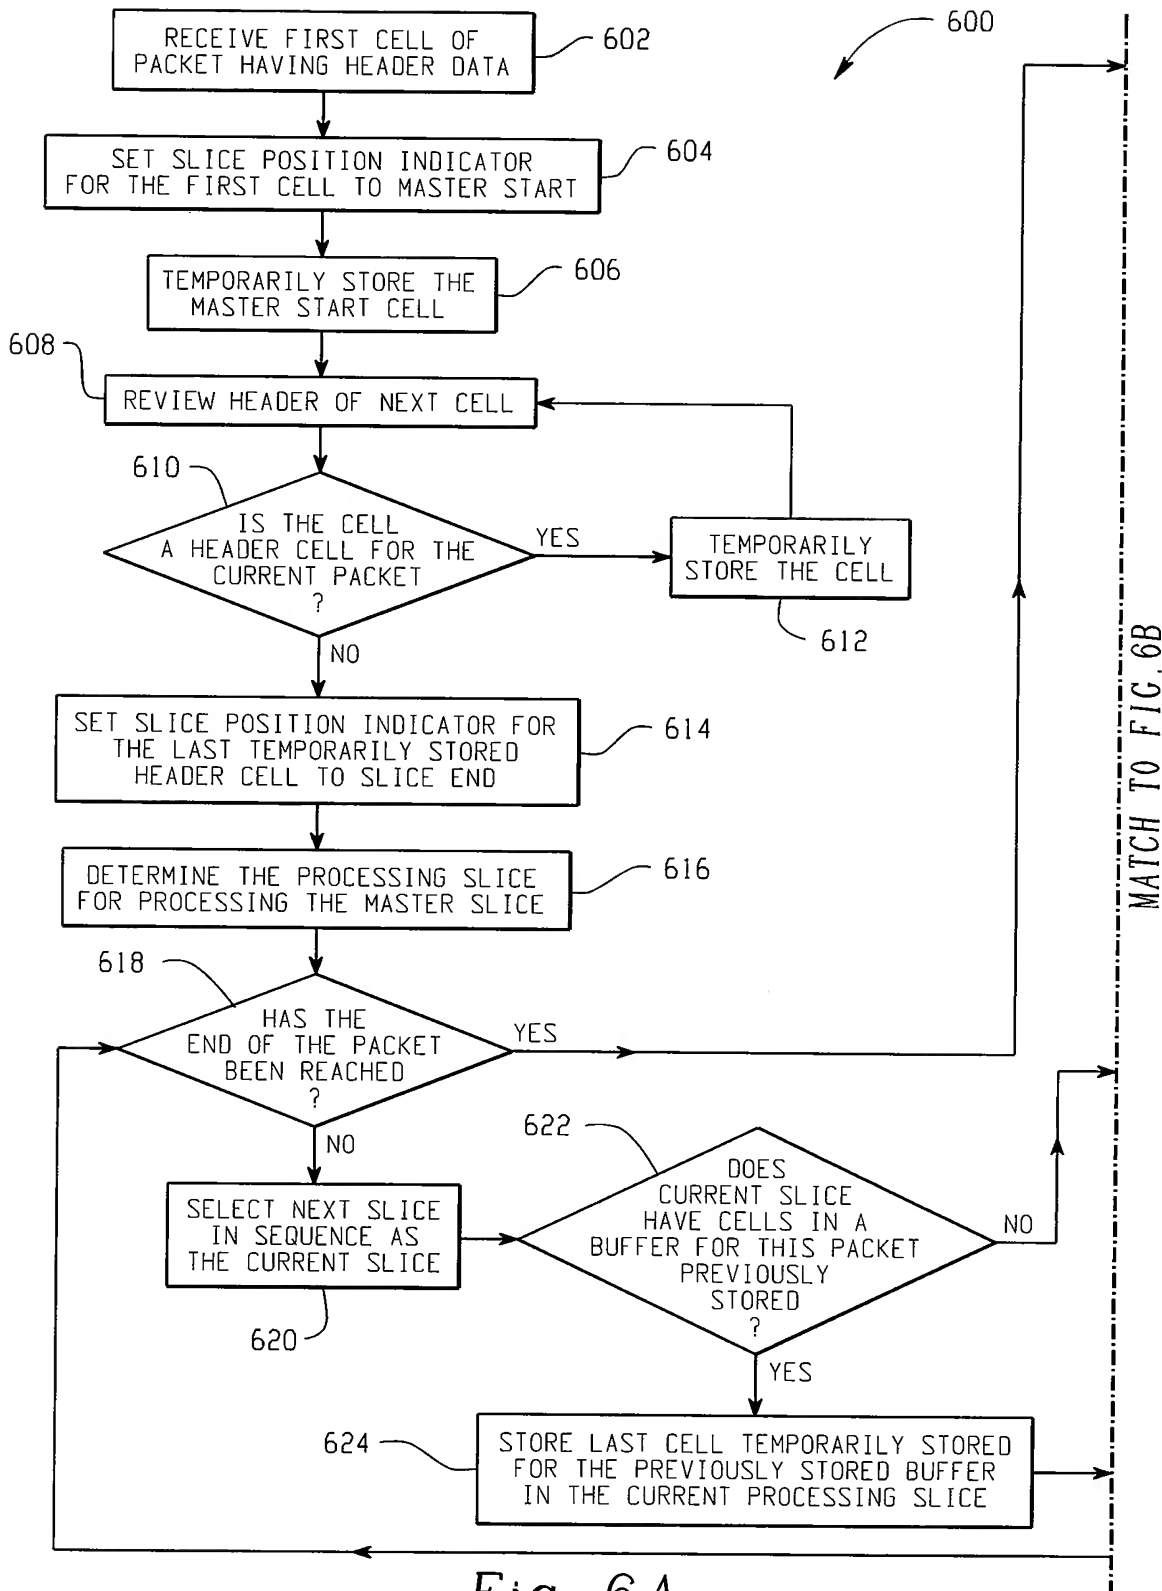 600
RECEIVE FIRST CELL OF
PACKET HAVING HEADER DATA
602
SET SLICE POSITION INDICATOR
FOR THE FIRST CELL TO MASTER START
604
TEMPORARILY STORE THE
MASTER START CELL
606
608
REVIEW HEADER OF NEXT CELL
610
IS THE CELL
A HEADER CELL FOR THE
CURRENT PACKET
?
YES
TEMPORARILY
STORE THE CELL
612
NO
SET SLICE POSITION INDICATOR FOR
THE LAST TEMPORARILY STORED
HEADER CELL TO SLICE END
614
DETERMINE THE PROCESSING SLICE
FOR PROCESSING THE MASTER SLICE
616
618
HAS THE
END OF THE PACKET
BEEN REACHED
?
YES
NO
SELECT NEXT SLICE
IN SEQUENCE AS
THE CURRENT SLICE
620
622
DOES
CURRENT SLICE
HAVE CELLS IN A
BUFFER FOR THIS PACKET
PREVIOUSLY
STORED
?
NO
YES
624
STORE LAST CELL TEMPORARILY STORED
FOR THE PREVIOUSLY STORED BUFFER
IN THE CURRENT PROCESSING SLICE
MATCH TO FIG. 6B
Fig. 6A